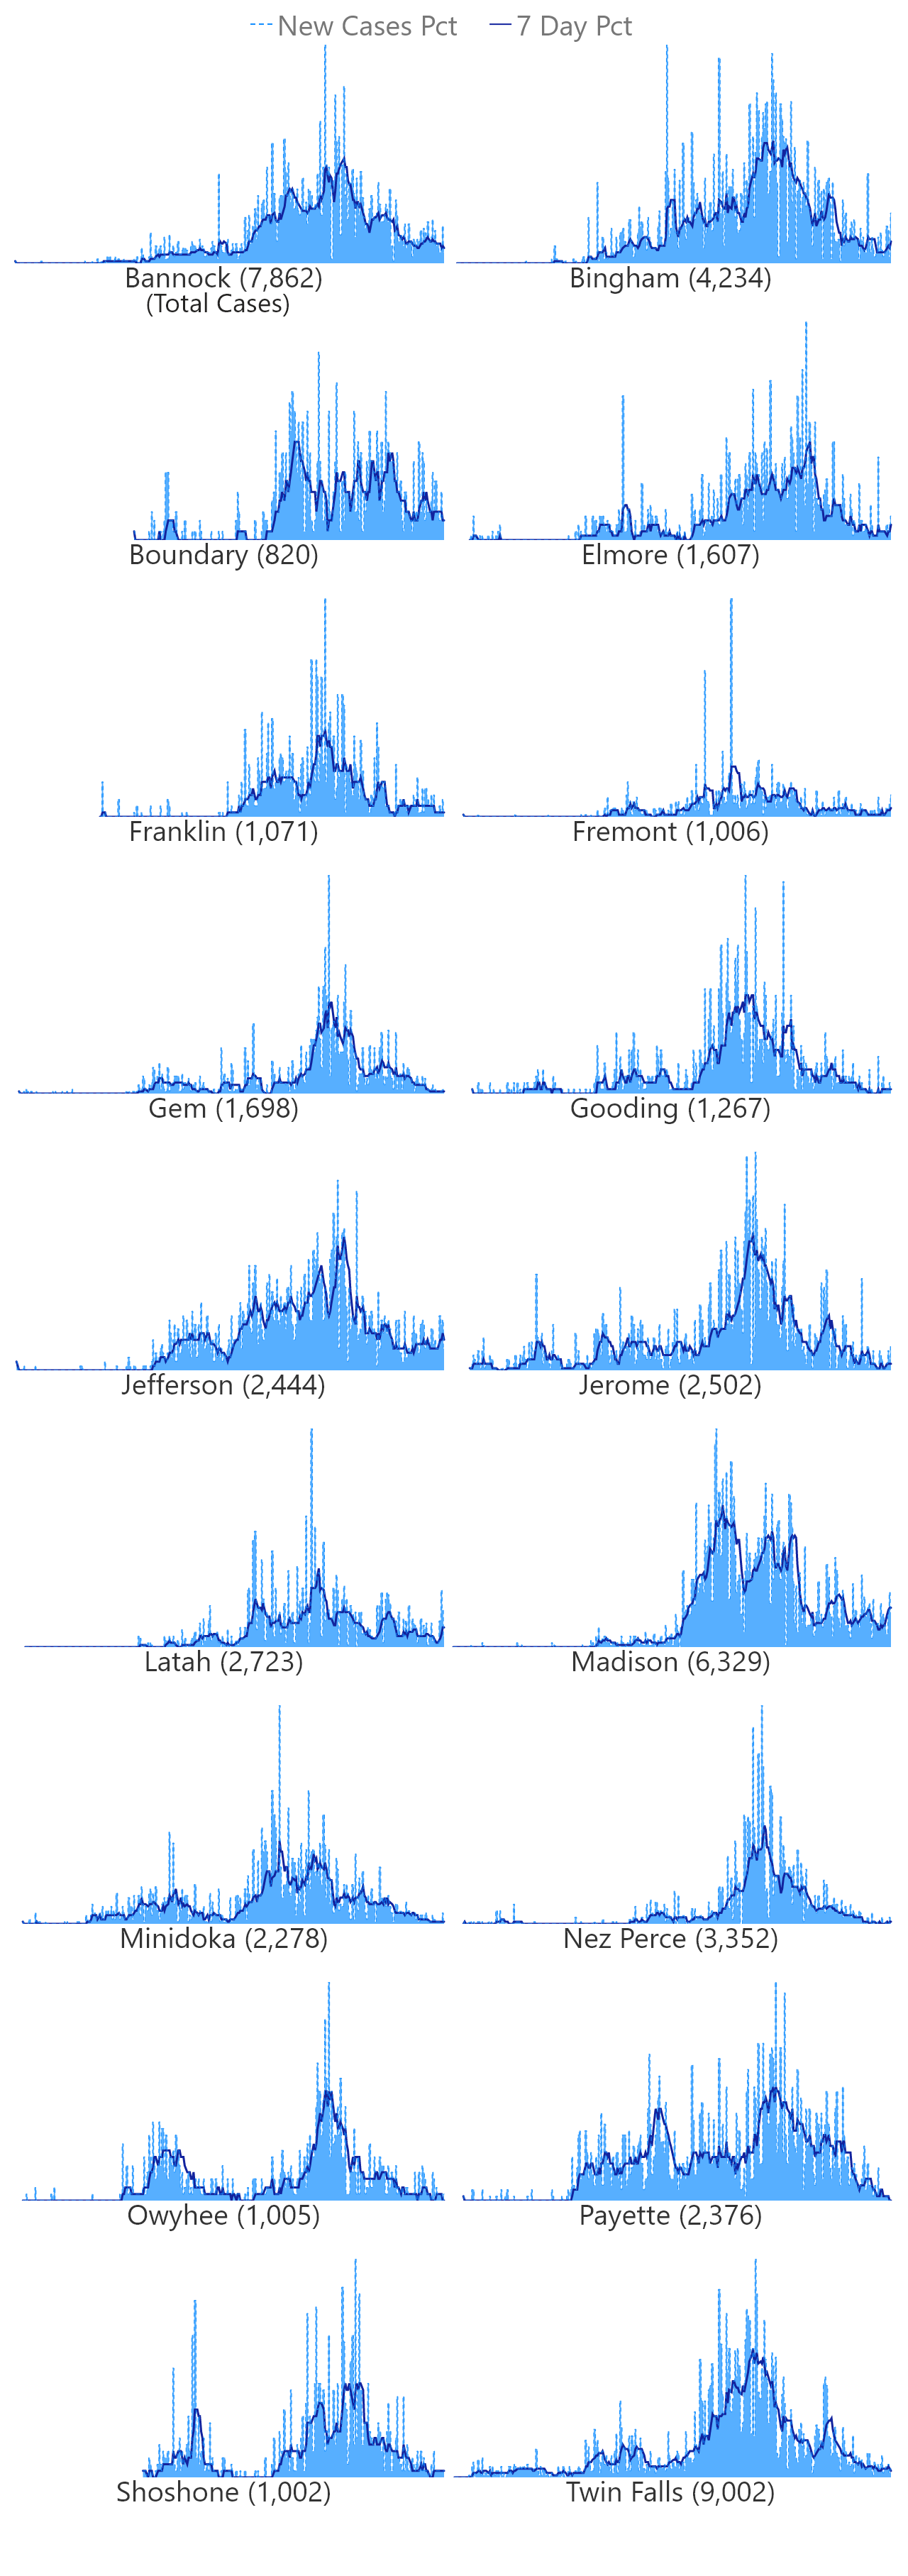 New Cases Pct 7 Day Pct
Bannock (7,862) Bingham (4,234)
(Total Cases)
Boundary (820) Elmore (1,607)
Franklin (1,071) Fremont (1,006)
Gem (1,698) Gooding (1,267)
Jefferson (2,444) Jerome (2,502)
Latah (2,723) Madison (6,329)
Minidoka (2,278) Nez Perce (3,352)
Owyhee (1,005) Payette (2,376)
Shoshone (1,002) Twin Falls (9,002)